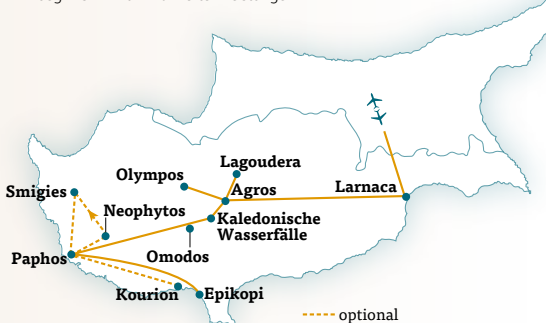 Lagoudera
Olympos
Agros
Larnaca
Smigies
Neophytos
Kaledonische
Wasserfälle
Paphos
Omodos
Kourion
Epikopi
optional